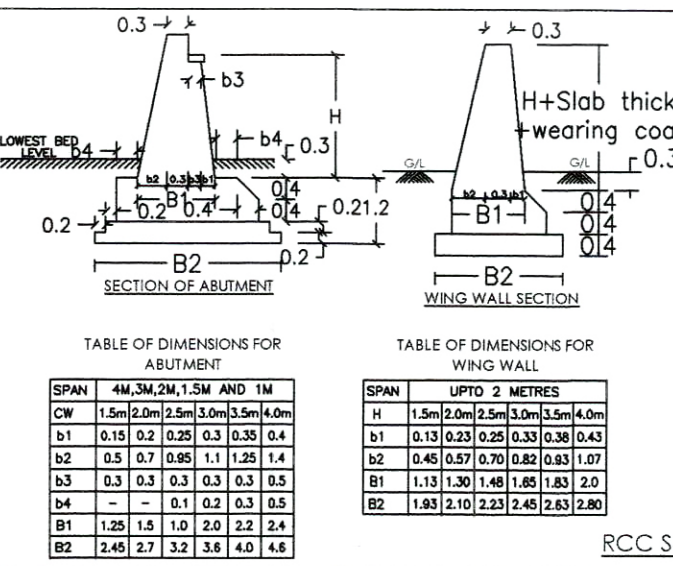 0.3
b3
H
LOWEST BED
LEVEL
b4
b4
0.3
b2 0.3 b3 b1
B1
0.4
0.4
0.2
0.2
0.4
0.21.2
0.2
B2
SECTION OF ABUTMENT
0.3
H+Slab thick
+wearing coa
G/L
G/L
0.3
b2 0.3 b1
B1
0.4
0.4
0.4
B2
WING WALL SECTION
TABLE OF DIMENSIONS FOR
ABUTMENT
SPAN 4M,3M,2M,1.5M AND 1M
CW 1.5m 2.0m 2.5m 3.0m 3.5m 4.0m
b1 0.15 0.2 0.25 0.3 0.35 0.4
b2 0.5 0.7 0.95 1.1 1.25 1.4
b3 0.3 0.3 0.3 0.3 0.3 0.5
b4 - - 0.1 0.2 0.3 0.5
B1 1.25 1.5 1.0 2.0 2.2 2.4
B2 2.45 2.7 3.2 3.6 4.0 4.6
TABLE OF DIMENSIONS FOR
WING WALL
SPAN UPTO 2 METRES
H 1.5m 2.0m 2.5m 3.0m 3.5m 4.0m
b1 0.13 0.23 0.25 0.33 0.38 0.43
b2 0.45 0.57 0.70 0.82 0.93 1.07
B1 1.13 1.30 1.48 1.65 1.83 2.0
B2 1.93 2.10 2.23 2.45 2.63 2.80
RCC S